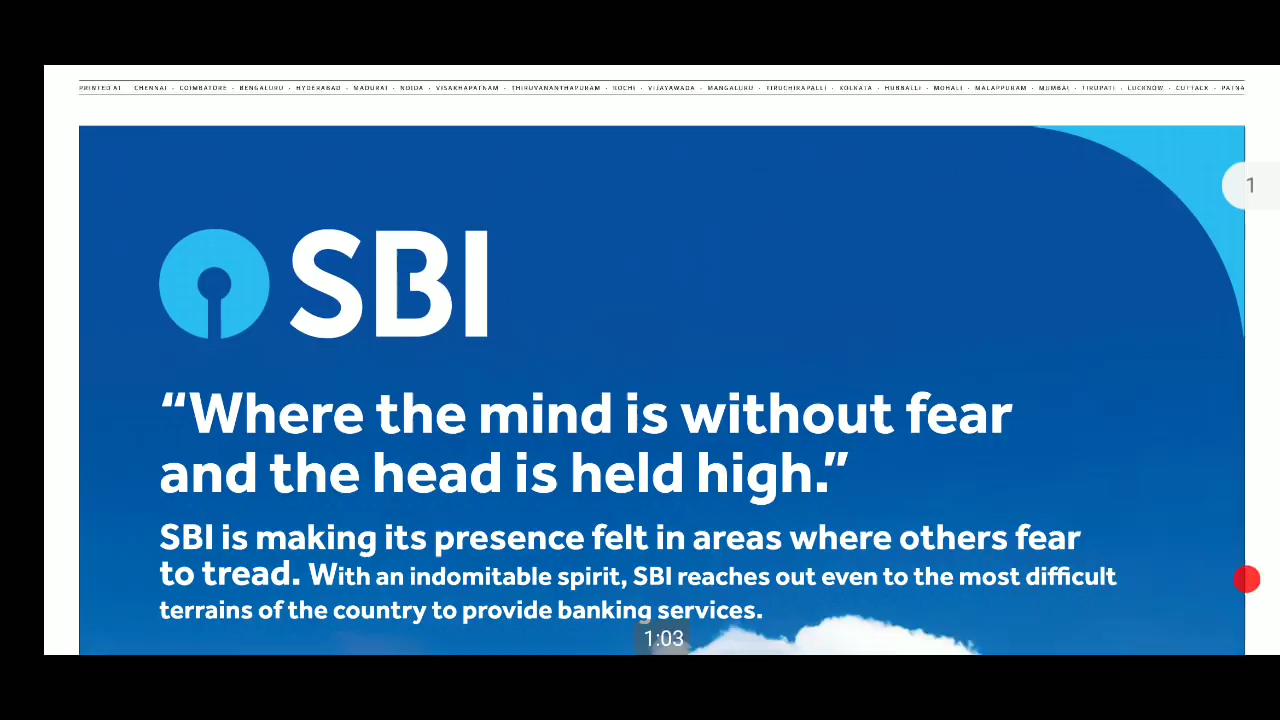 PRINTED AT CHENNAI · COIMBATORE · BENGALURU · HYDERABAD · MADURAI · NOIDA · VISAKHAPATNAM · THIRUVANANTHAPURAM · KOCHI · VIJAYAWADA · MANGALURU · TIRUCHIRAPALLI · KOLKATA · HUBBALLI · MOHALI · MALAPPURAM · MUMBAI · TIRUPATI · LUCKNOW · CUTTACK · PATNA
1
SBI
“Where the mind is without fear
and the head is held high.”
SBI is making its presence felt in areas where others fear
to tread. With an indomitable spirit, SBI reaches out even to the most difficult
terrains of the country to provide banking services.
1:03